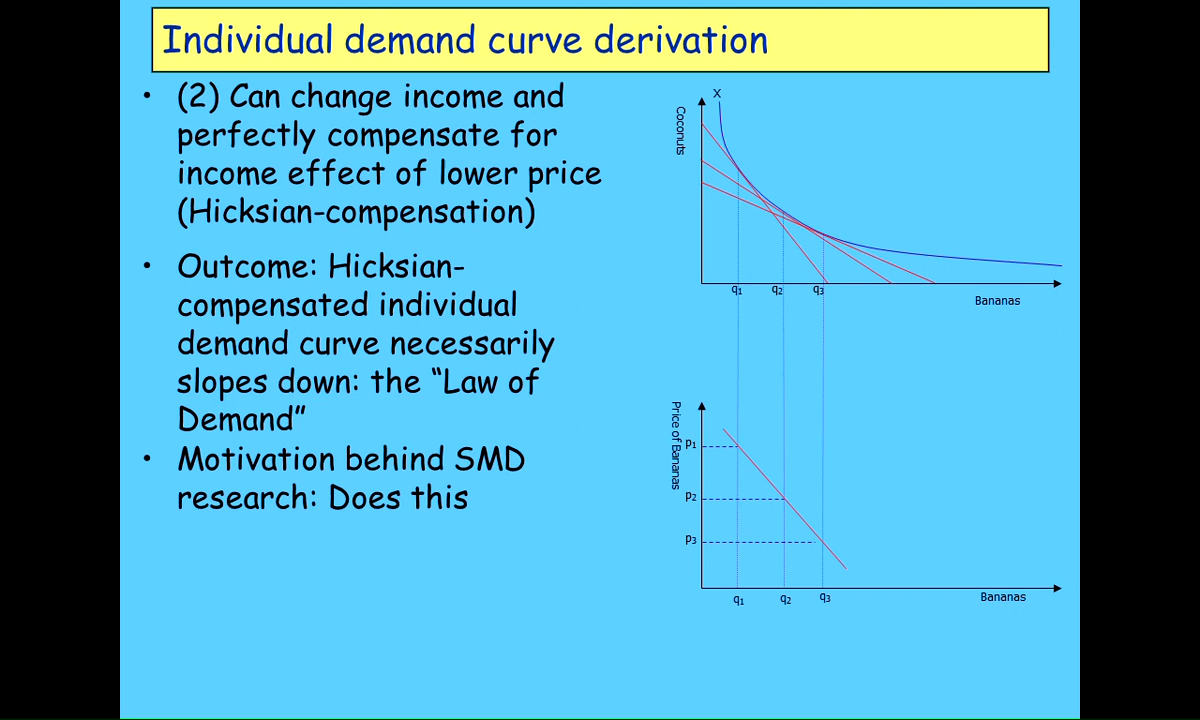 Individual demand curve derivation
• (2) Can change income and
perfectly compensate for
income effect of lower price
(Hicksian-compensation)
• Outcome: Hicksian-
compensated individual
demand curve necessarily
slopes down: the “Law of
Demand”
• Motivation behind SMD
research: Does this
X
Coconuts
q1 q2 q3
Bananas
Price of Bananas
p1
p2
p3
q1 q2 q3
Bananas